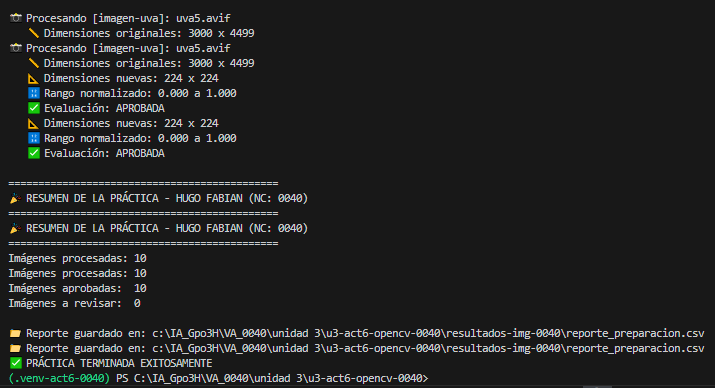 📷 Procesando [imagen-uva]: uva5.avif
📏 Dimensiones originales: 3000 x 4499
📷 Procesando [imagen-uva]: uva5.avif
📏 Dimensiones originales: 3000 x 4499
📐 Dimensiones nuevas: 224 x 224
🔢 Rango normalizado: 0.000 a 1.000
✅ Evaluación: APROBADA
📐 Dimensiones nuevas: 224 x 224
🔢 Rango normalizado: 0.000 a 1.000
✅ Evaluación: APROBADA
=============================================
🎉 RESUMEN DE LA PRÁCTICA - HUGO FABIAN (NC: 0040)
=============================================
🎉 RESUMEN DE LA PRÁCTICA - HUGO FABIAN (NC: 0040)
=============================================
Imágenes procesadas: 10
Imágenes procesadas: 10
Imágenes aprobadas:  10
Imágenes a revisar:  0
📂 Reporte guardado en: c:\IA_Gpo3H\VA_0040\unidad 3\u3-act6-opencv-0040\resultados-img-0040\reporte_preparacion.csv
📂 Reporte guardado en: c:\IA_Gpo3H\VA_0040\unidad 3\u3-act6-opencv-0040\resultados-img-0040\reporte_preparacion.csv
✅ PRÁCTICA TERMINADA EXITOSAMENTE
(.venv-act6-0040) PS C:\IA_Gpo3H\VA_0040\unidad 3\u3-act6-opencv-0040>